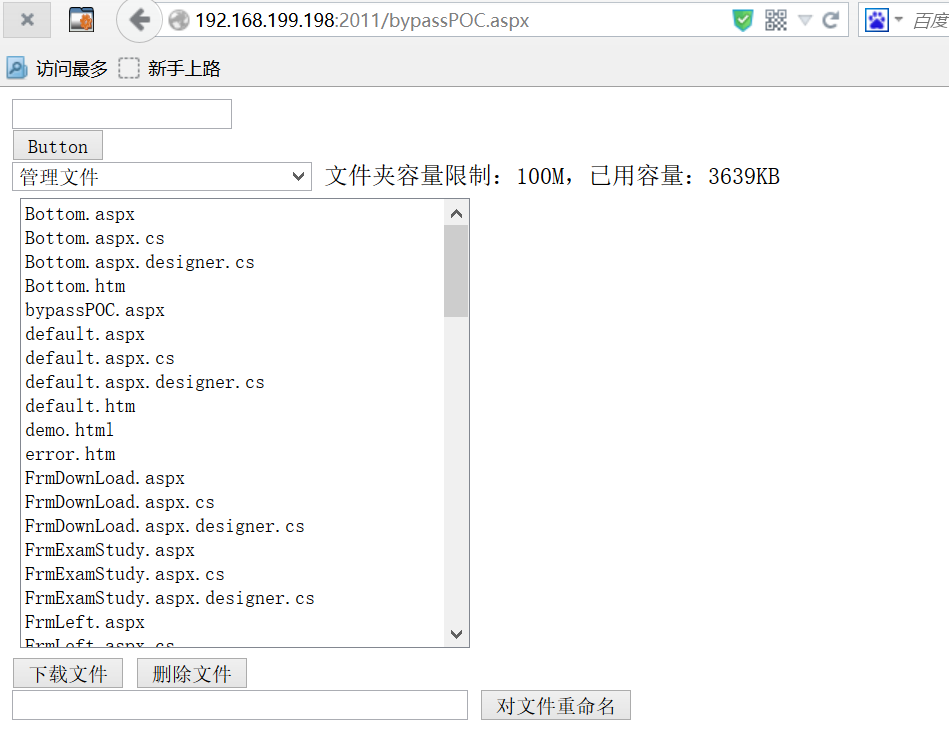 192.168.199.198:2011/bypassPOC.aspx 百度
访问最多 新手上路
Button
管理文件 文件夹容量限制：100M，已用容量：3639KB
Bottom.aspx
Bottom.aspx.cs
Bottom.aspx.designer.cs
Bottom.htm
bypassPOC.aspx
default.aspx
default.aspx.cs
default.aspx.designer.cs
default.htm
demo.html
error.htm
FrmDownLoad.aspx
FrmDownLoad.aspx.cs
FrmDownLoad.aspx.designer.cs
FrmExamStudy.aspx
FrmExamStudy.aspx.cs
FrmExamStudy.aspx.designer.cs
FrmLeft.aspx
FrmLeft.aspx.cs
下载文件 删除文件
对文件重命名